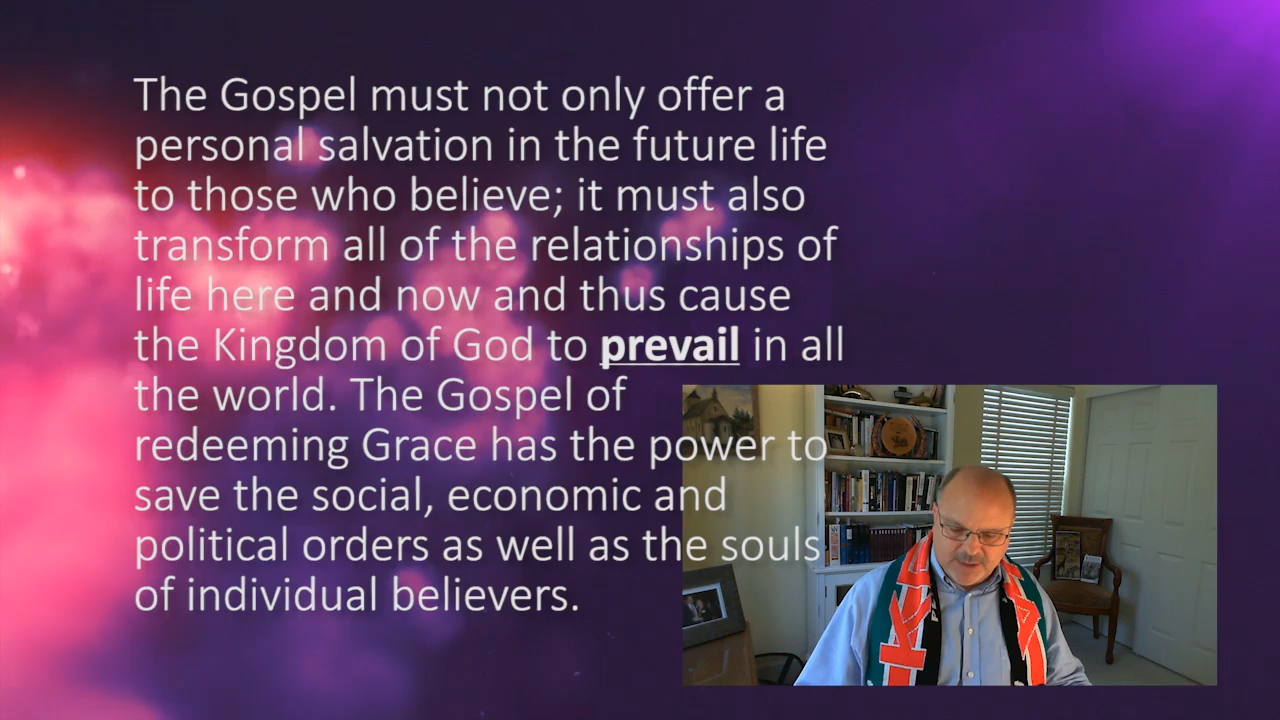 The Gospel must not only offer a
personal salvation in the future life
to those who believe; it must also
transform all of the relationships of
life here and now and thus cause
the Kingdom of God to prevail in all
the world. The Gospel of
redeeming Grace has the power to
save the social, economic and
political orders as well as the souls
of individual believers.